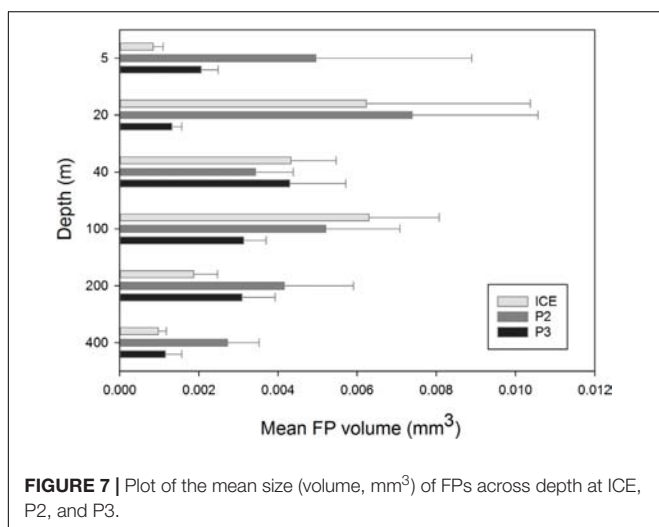 5
20
40
100
200
400
Depth (m)
ICE
P2
P3
0.000 0.002 0.004 0.006 0.008 0.010 0.012
Mean FP volume (mm³)
FIGURE 7 | Plot of the mean size (volume, mm³) of FPs across depth at ICE,
P2, and P3.